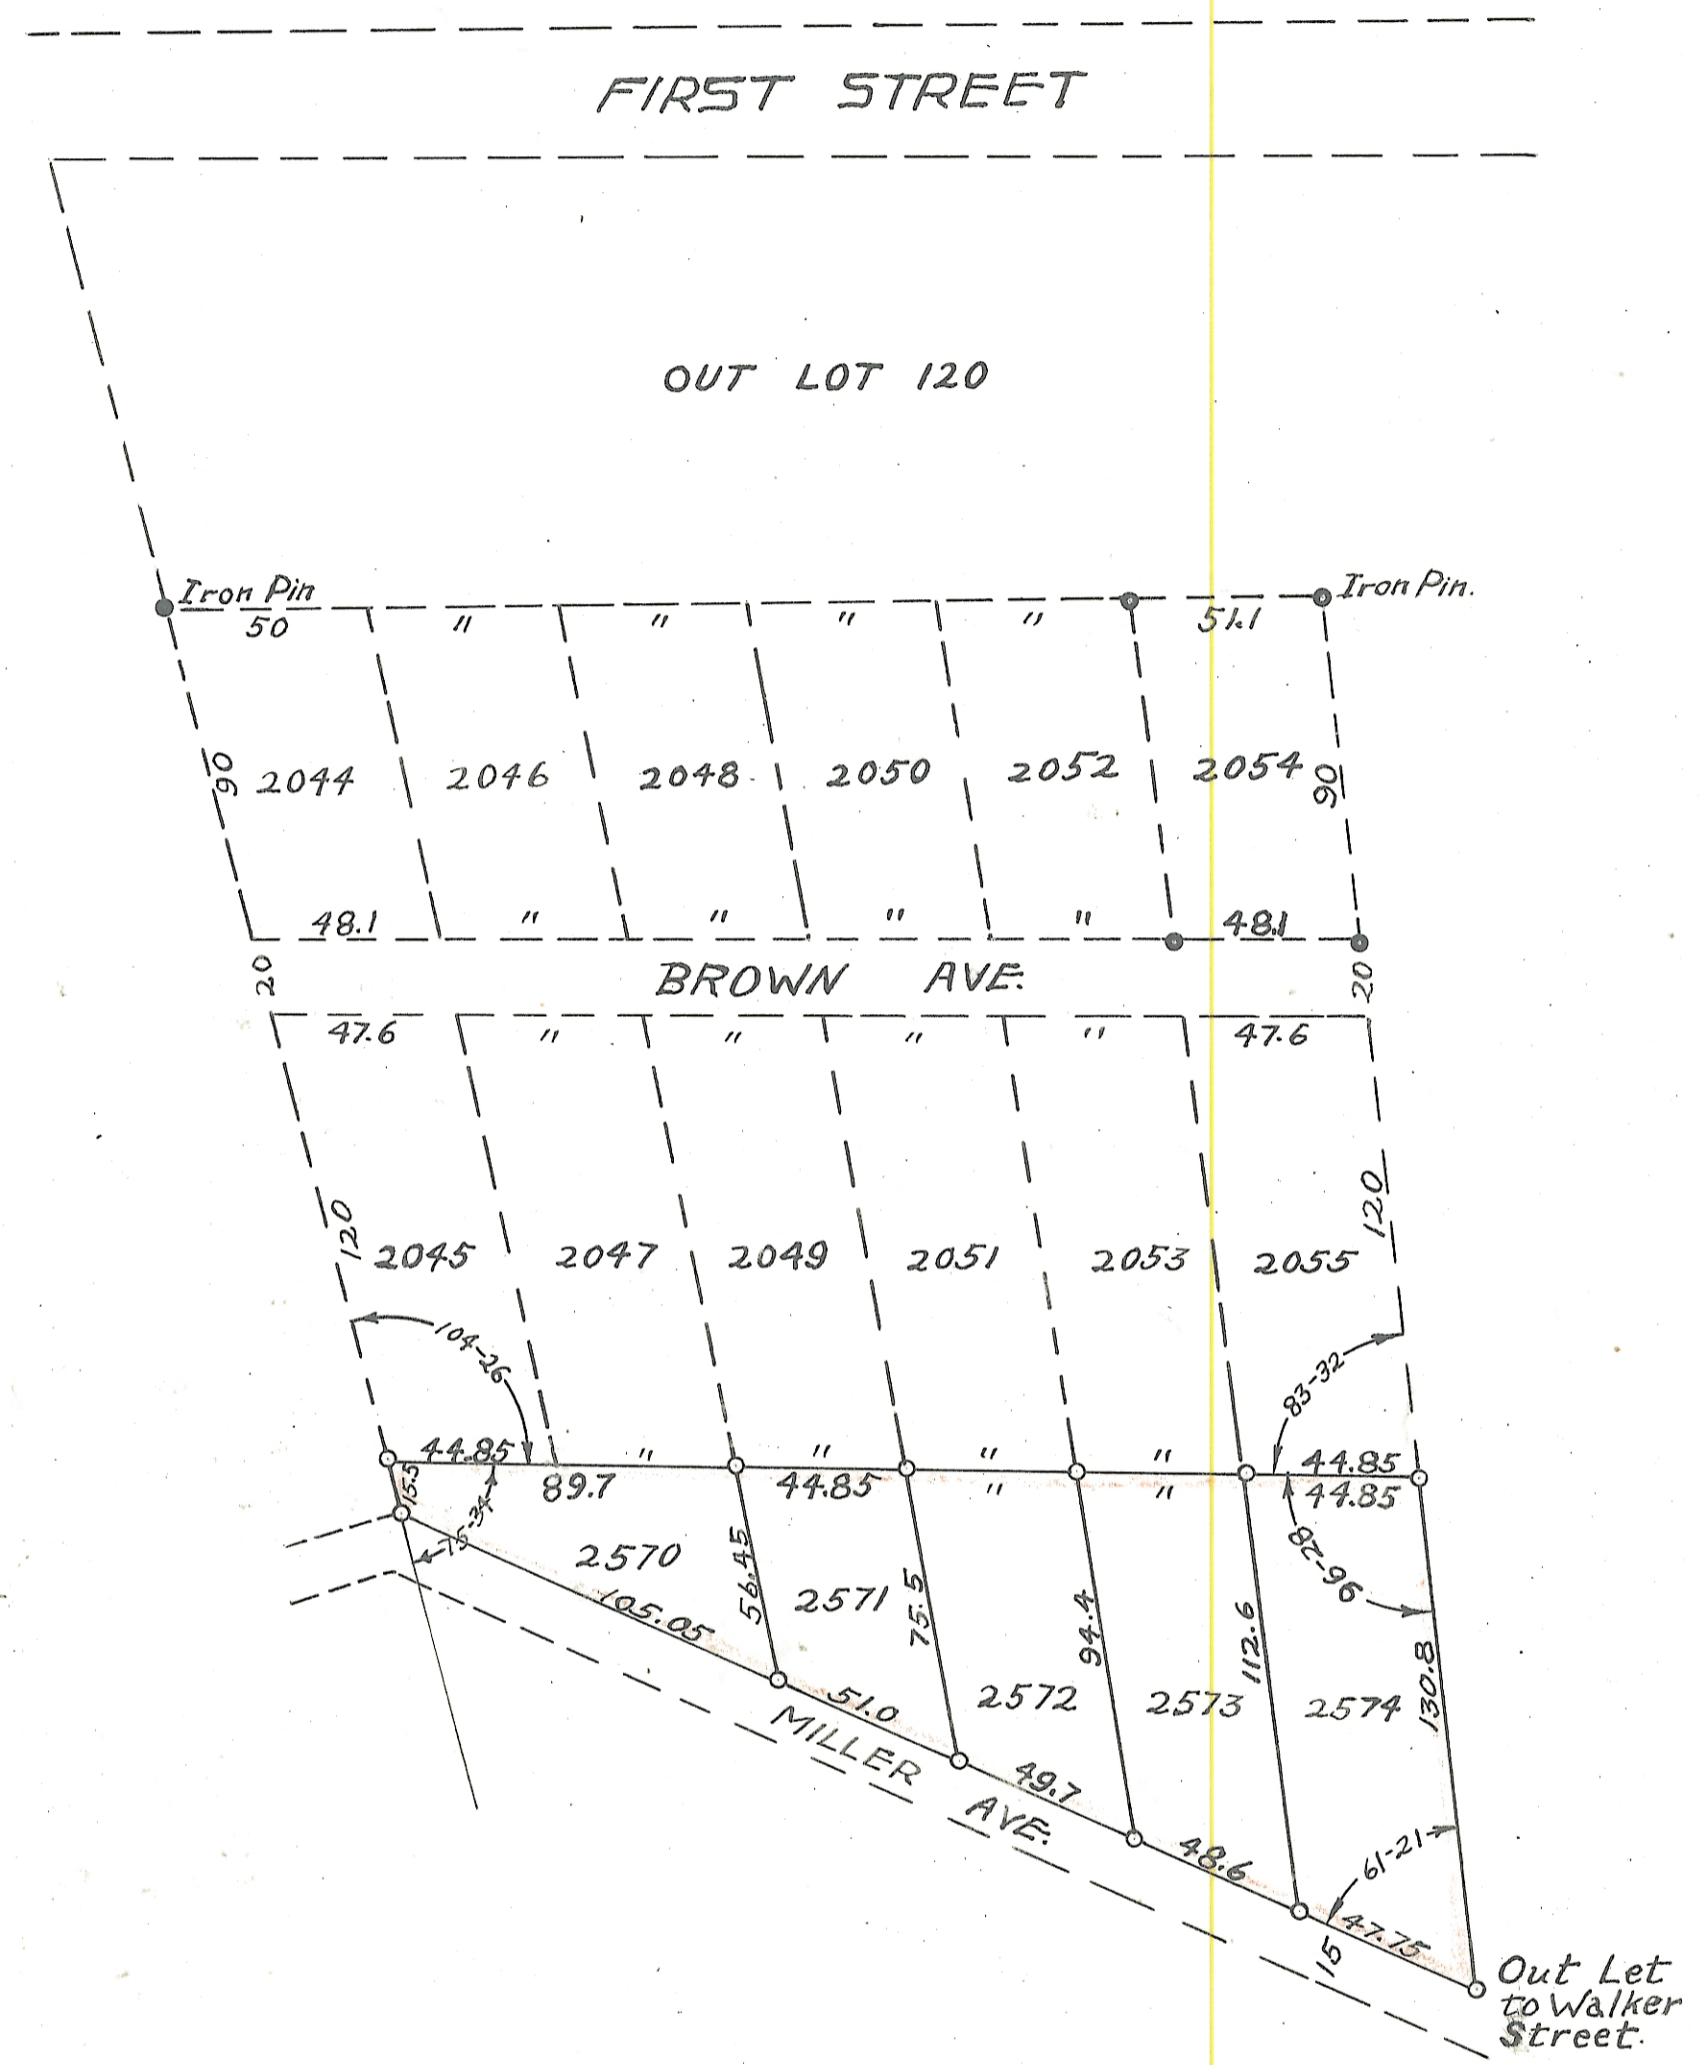 FIRST STREET
OUT LOT 120
Iron Pin
Iron Pin.
50 " " " " 51.1
90 2044 2046 2048 2050 2052 2054 90
48.1 " " " " 48.1
20 BROWN AVE. 20
47.6 " " " " 47.6
120 2045 2047 2049 2051 2053 2055 120
104-26
83-32
44.85 " " " " 44.85
15.5 89.7 44.85 " " 44.85
75-34
96-28
2570 56.45 2571 75.5 2572 94.4 2573 112.6 2574 130.8
105.05
51.0
49.7
48.6
47.75
61-21
MILLER AVE.
15
Out Let
to Walker
Street.